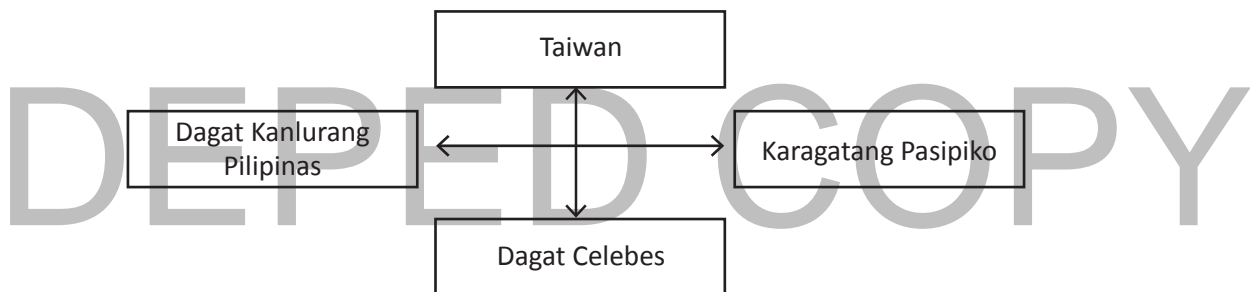 Taiwan
DEPED COPY
Dagat Kanlurang
Pilipinas
Karagatang Pasipiko
Dagat Celebes